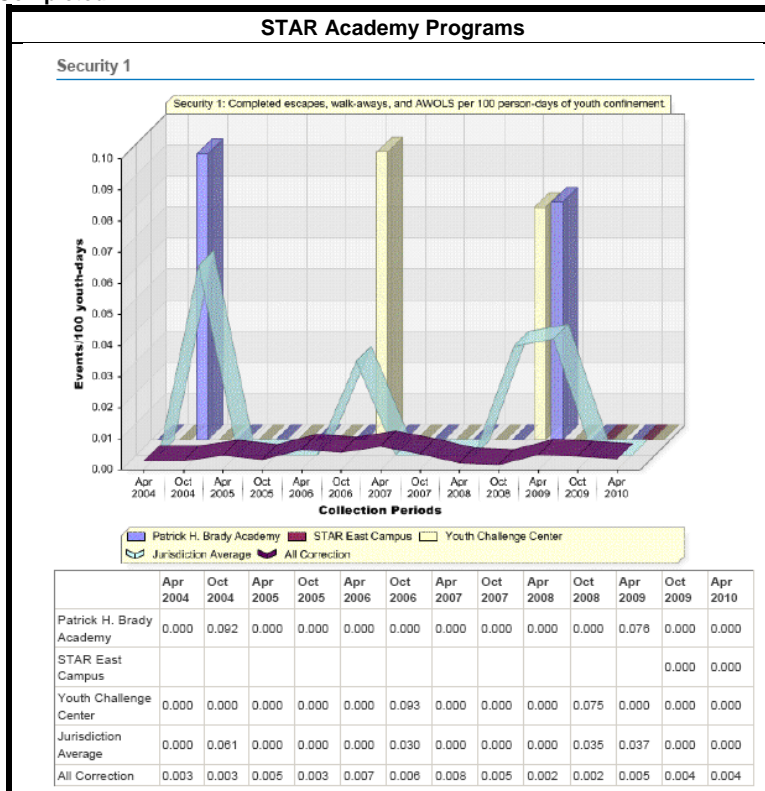 STAR Academy Programs
Security 1
Security 1: Completed escapes, walk-aways, and AWOLS per 100 person-days of youth confinement.
Events/100 youth-days
0.10
0.09
0.08
0.07
0.06
0.05
0.04
0.03
0.02
0.01
0.00
Apr 2004 Oct 2004 Apr 2005 Oct 2005 Apr 2006 Oct 2006 Apr 2007 Oct 2007 Apr 2008 Oct 2008 Apr 2009 Oct 2009 Apr 2010
Collection Periods
Patrick H. Brady Academy STAR East Campus Youth Challenge Center
Jurisdiction Average All Correction
Apr Oct Apr Oct Apr Oct Apr Oct Apr Oct Apr Oct Apr
2004 2004 2005 2005 2006 2006 2007 2007 2008 2008 2009 2009 2010
Patrick H. Brady
Academy 0.000 0.092 0.000 0.000 0.000 0.000 0.000 0.000 0.000 0.000 0.076 0.000 0.000
STAR East
Campus 0.000 0.000
Youth Challenge
Center 0.000 0.000 0.000 0.000 0.000 0.093 0.000 0.000 0.000 0.075 0.000 0.000 0.000
Jurisdiction
Average 0.000 0.061 0.000 0.000 0.000 0.030 0.000 0.000 0.000 0.035 0.037 0.000 0.000
All Correction 0.003 0.003 0.005 0.003 0.007 0.006 0.008 0.005 0.002 0.002 0.005 0.004 0.004